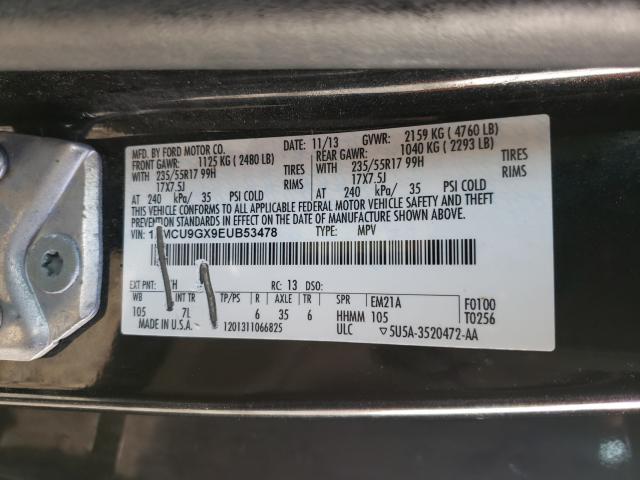 MFD. BY FORD MOTOR CO. 11/13 GVWR: 2159 KG ( 4760 LB)
FRONT GAWR: 1125 KG ( 2480 LB) REAR GAWR: 1040 KG ( 2293 LB)
WITH 235/55R17 99H TIRES WITH 235/55R17 99H TIRES
17X7.5J RIMS 17X7.5J RIMS
AT 240 kPa/ 35 PSI COLD AT 240 kPa/ 35 PSI COLD
THIS VEHICLE CONFORMS TO ALL APPLICABLE FEDERAL MOTOR VEHICLE SAFETY AND THEFT
PREVENTION STANDARDS IN EFFECT ON THE DATE OF MANUFACTURE SHOWN ABOVE.
VIN: TYPE: MPV
EXT PNT: RC: 13 DSO:
WB INT TR TP/PS R AXLE TR SPR EM21A F0100
105 7L 6 35 6 HHMM 105 T0256
MADE IN U.S.A. 1201311066825 ULC 5U5A-3520472-AA